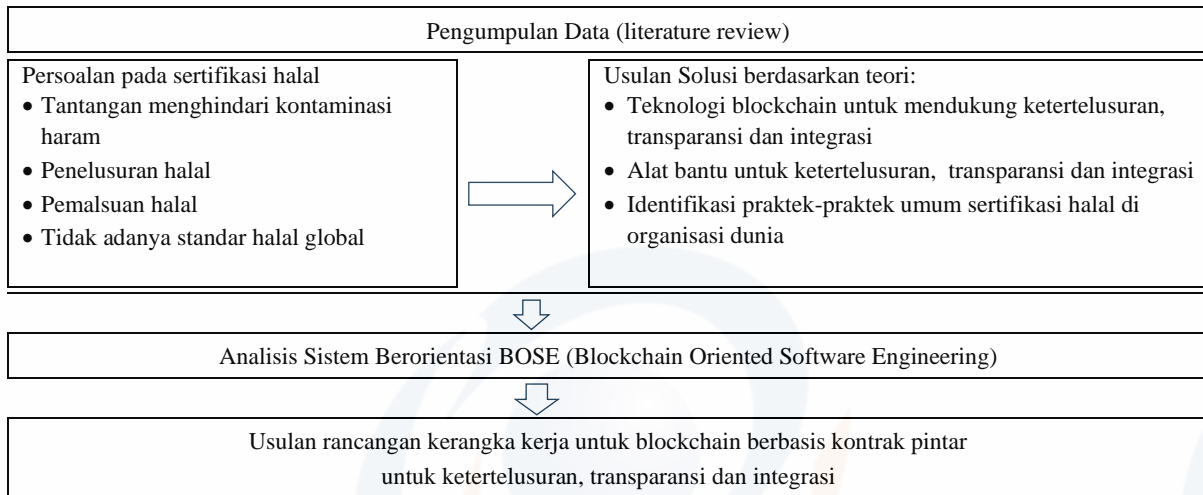 Pengumpulan Data (literature review)
Persoalan pada sertifikasi halal
• Tantangan menghindari kontaminasi
haram
• Penelusuran halal
• Pemalsuan halal
• Tidak adanya standar halal global
Usulan Solusi berdasarkan teori:
• Teknologi blockchain untuk mendukung ketertelusuran,
transparansi dan integrasi
• Alat bantu untuk ketertelusuran, transparansi dan integrasi
• Identifikasi praktek-praktek umum sertifikasi halal di
organisasi dunia
Analisis Sistem Berorientasi BOSE (Blockchain Oriented Software Engineering)
Usulan rancangan kerangka kerja untuk blockchain berbasis kontrak pintar
untuk ketertelusuran, transparansi dan integrasi